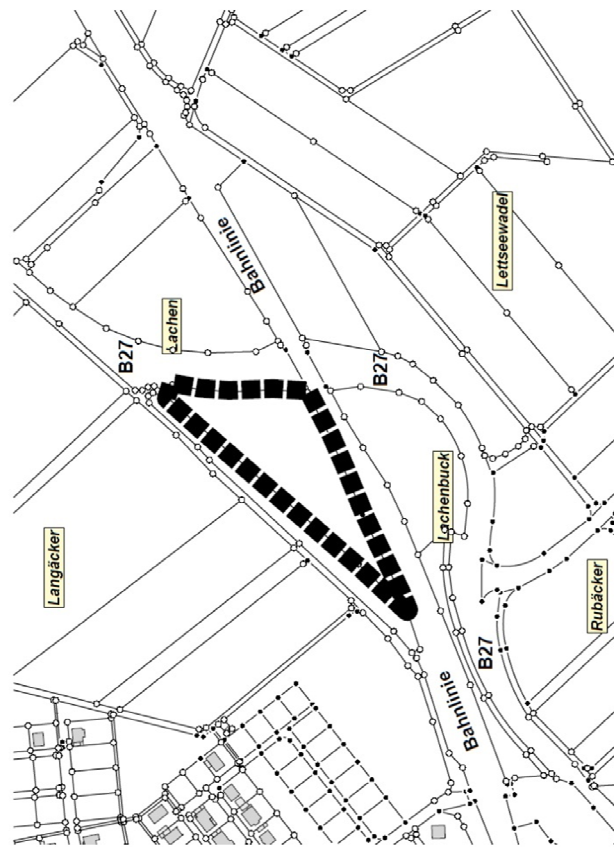 Bahnlinie
Lettseewadel
Lachen
B27
B27
Lachenbuck
Langäcker
Rubäcker
B27
Bahnlinie